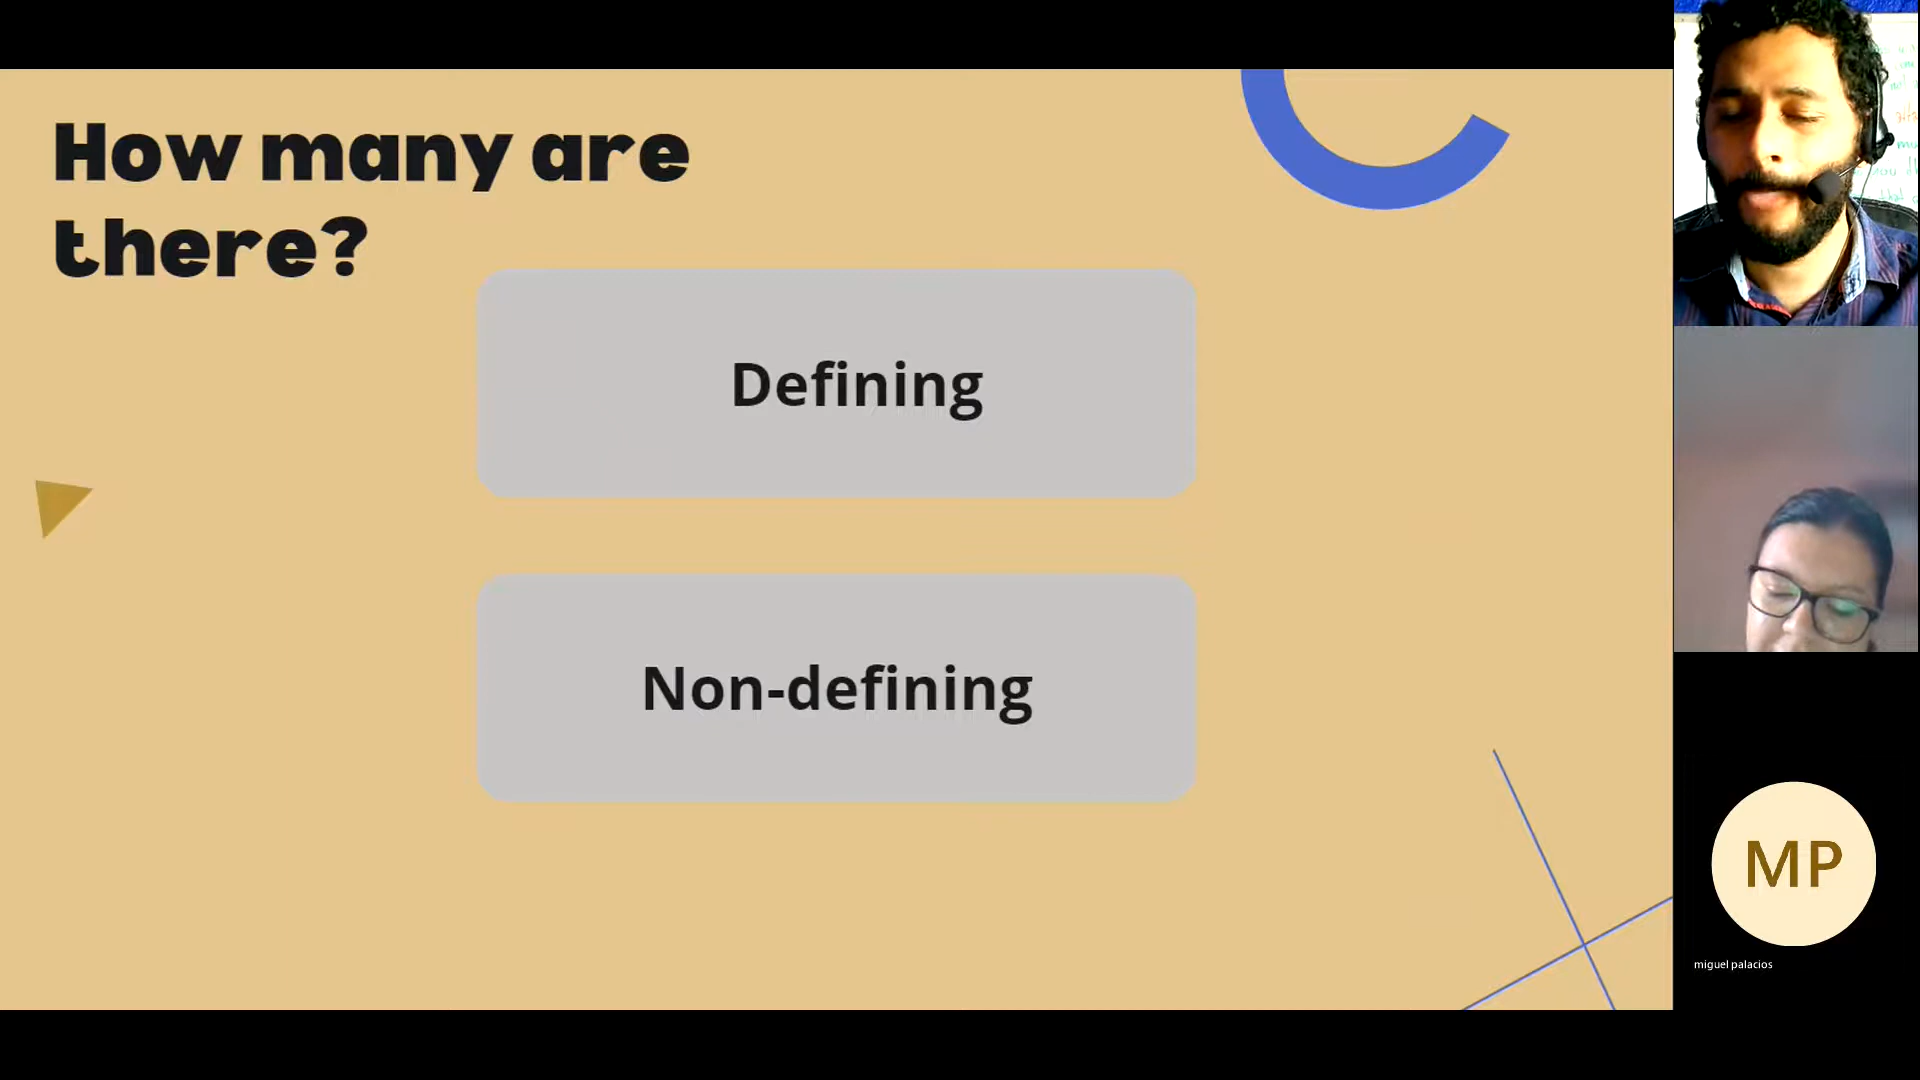 How many are
there?
Defining
Non-defining
MP
miguel palacios